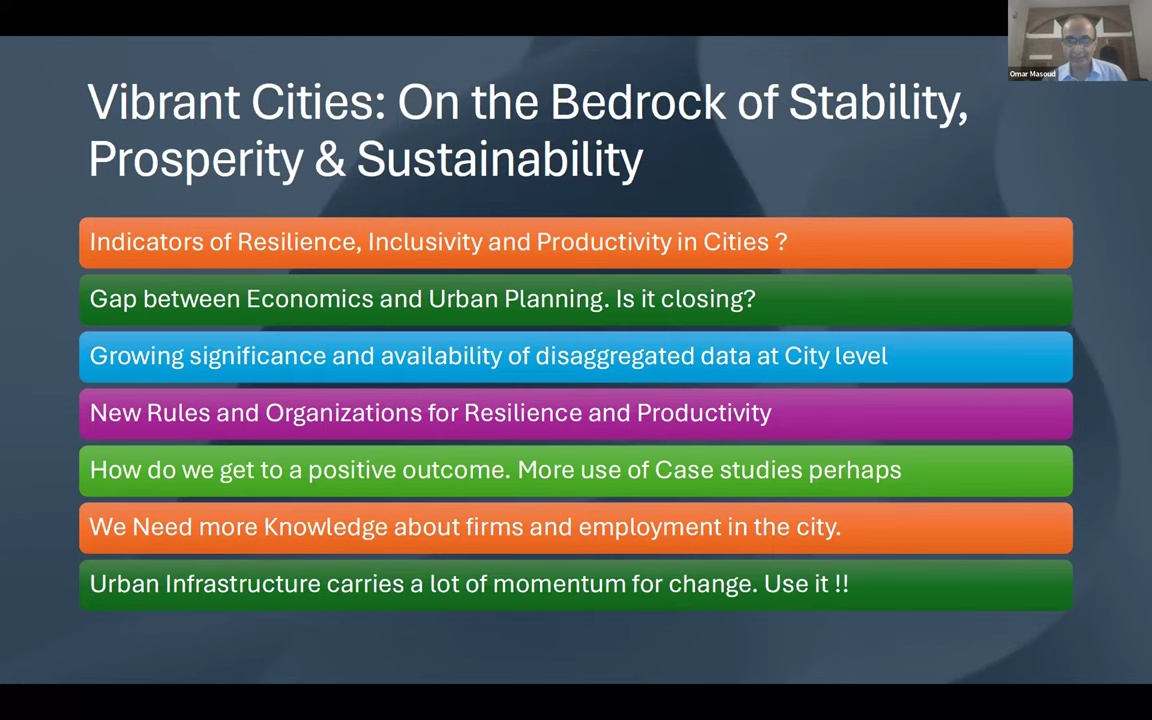 Omar Masoud
Vibrant Cities: On the Bedrock of Stability,
Prosperity & Sustainability
Indicators of Resilience, Inclusivity and Productivity in Cities ?
Gap between Economics and Urban Planning. Is it closing?
Growing significance and availability of disaggregated data at City level
New Rules and Organizations for Resilience and Productivity
How do we get to a positive outcome. More use of Case studies perhaps
We Need more Knowledge about firms and employment in the city.
Urban Infrastructure carries a lot of momentum for change. Use it !!